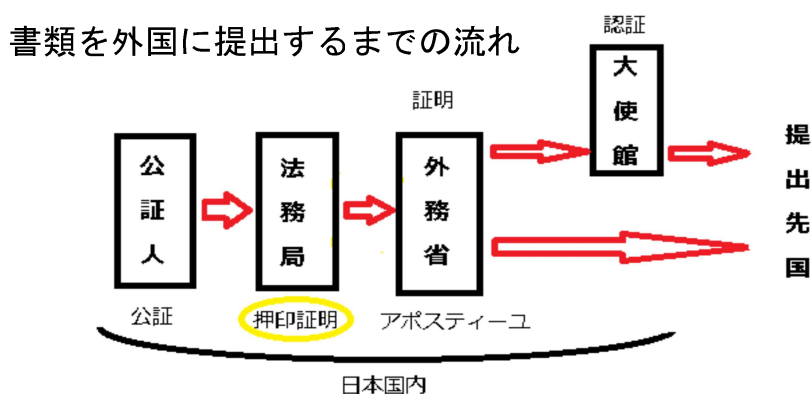 書類を外国に提出するまでの流れ
認証
大使館
証明
公証人
法務局
外務省
提出先国
公証
押印証明
アポスティーユ
日本国内